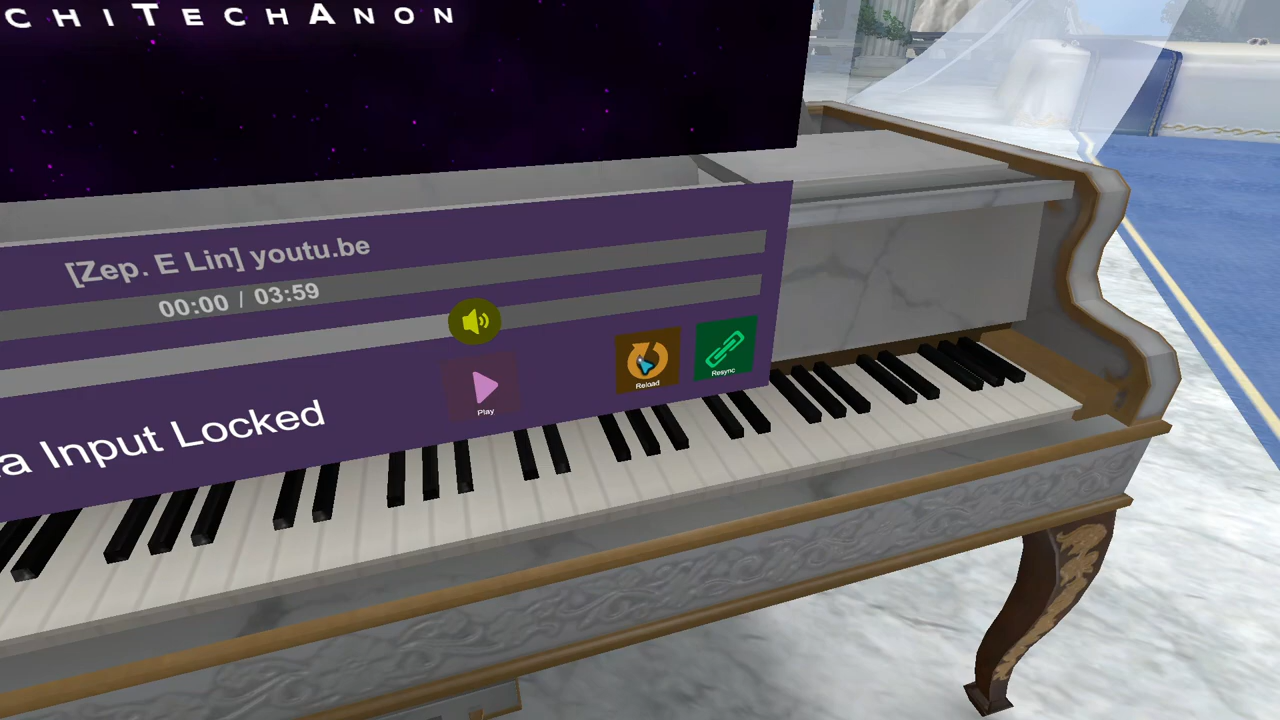 CHITECHANON
[Zep. E Lin] youtu.be
00:00 / 03:59
Play
Reload
Resync
a Input Locked